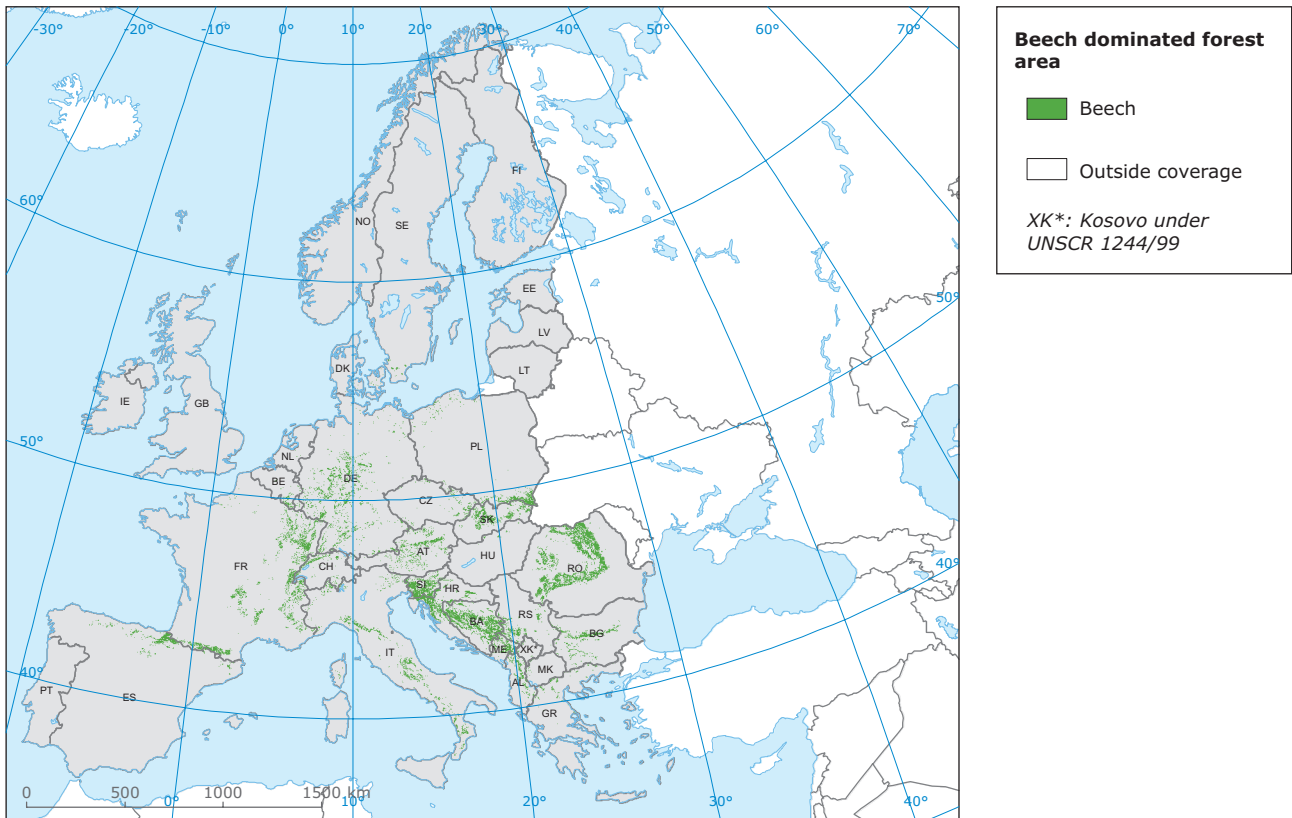 -30° -20° -10° 0° 10° 20° 30° 40° 50° 70°
60°
60°
50°
50°
40°
40°
NO
SE
FI
EE
LV
LT
DK
IE
GB
NL
BE
DE
PL
CZ
SK
FR
CH
AT
HU
RO
SI
HR
BA
RS
BG
ME
XK*
MK
AL
IT
PT
ES
GR
0 500 1000 1500 km
0° 10° 20° 30° 40°
Beech dominated forest
area
Beech
Outside coverage
XK*: Kosovo under
UNSCR 1244/99